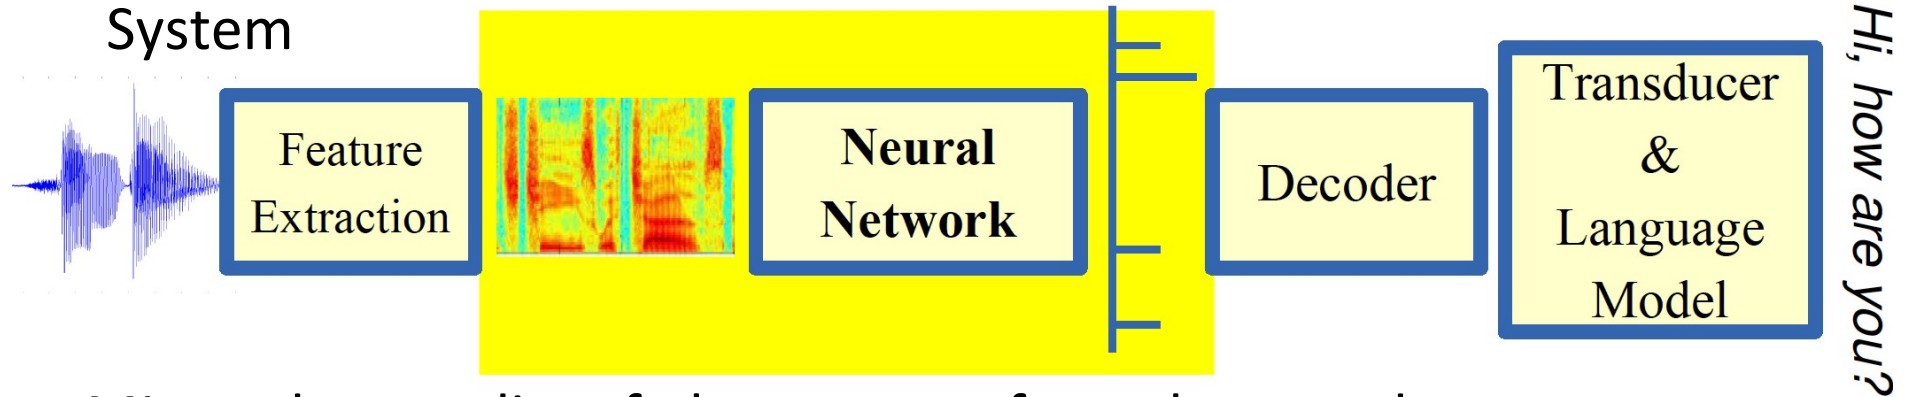 System
Feature
Extraction
Neural
Network
Decoder
Transducer
&
Language
Model
Hi, how are you?